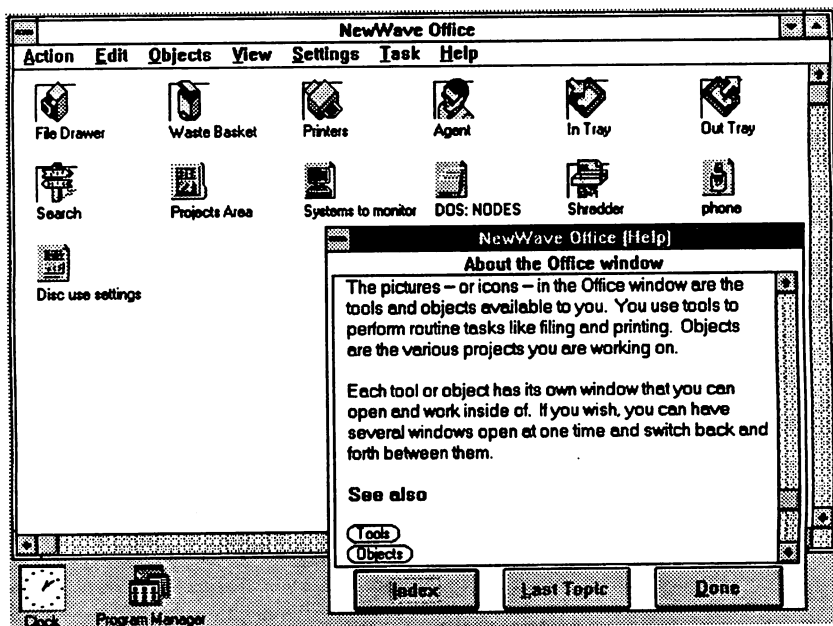 NewWave Office
Action Edit Objects View Settings Task Help
File Drawer Waste Basket Printers Agent In Tray Out Tray
Search Projects Area Systems to monitor DOS: NODES Shredder phone
Disc use settings
NewWave Office (Help)
About the Office window
The pictures – or icons – in the Office window are the
tools and objects available to you. You use tools to
perform routine tasks like filing and printing. Objects
are the various projects you are working on.
Each tool or object has its own window that you can
open and work inside of. If you wish, you can have
several windows open at one time and switch back and
forth between them.
See also
Tools
Objects
Index Last Topic Done
Clock Program Manager